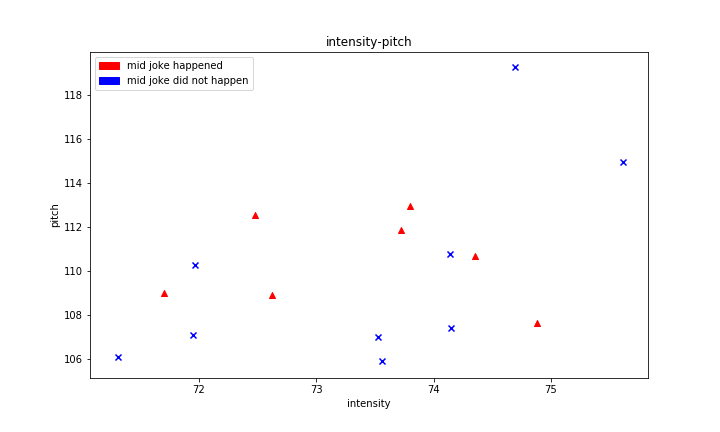 intensity-pitch
mid joke happened
mid joke did not happen
118
116
114
112
110
108
106
pitch
72
73
74
75
intensity